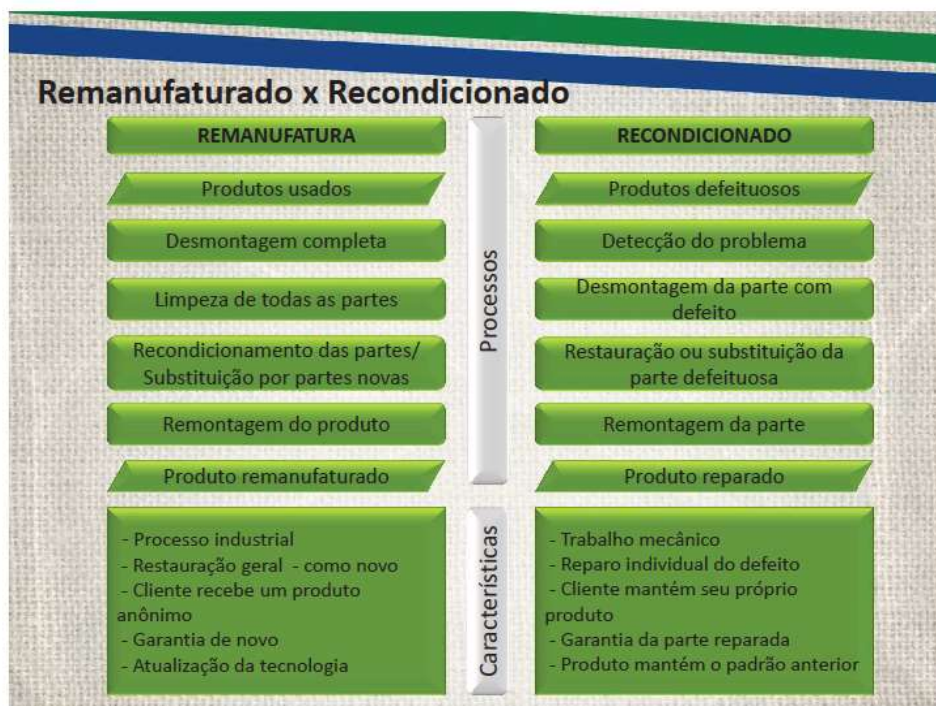 Remanufaturado x Recondicionado
REMANUFATURA
Produtos usados
Desmontagem completa
Limpeza de todas as partes
Recondicionamento das partes/
Substituição por partes novas
Remontagem do produto
Produto remanufaturado
Processos
RECONDICIONADO
Produtos defeituosos
Detecção do problema
Desmontagem da parte com
defeito
Restauração ou substituição da
parte defeituosa
Remontagem da parte
Produto reparado
- Processo industrial
- Restauração geral - como novo
- Cliente recebe um produto
anônimo
- Garantia de novo
- Atualização da tecnologia
Características
- Trabalho mecânico
- Reparo individual do defeito
- Cliente mantém seu próprio
produto
- Garantia da parte reparada
- Produto mantém o padrão anterior